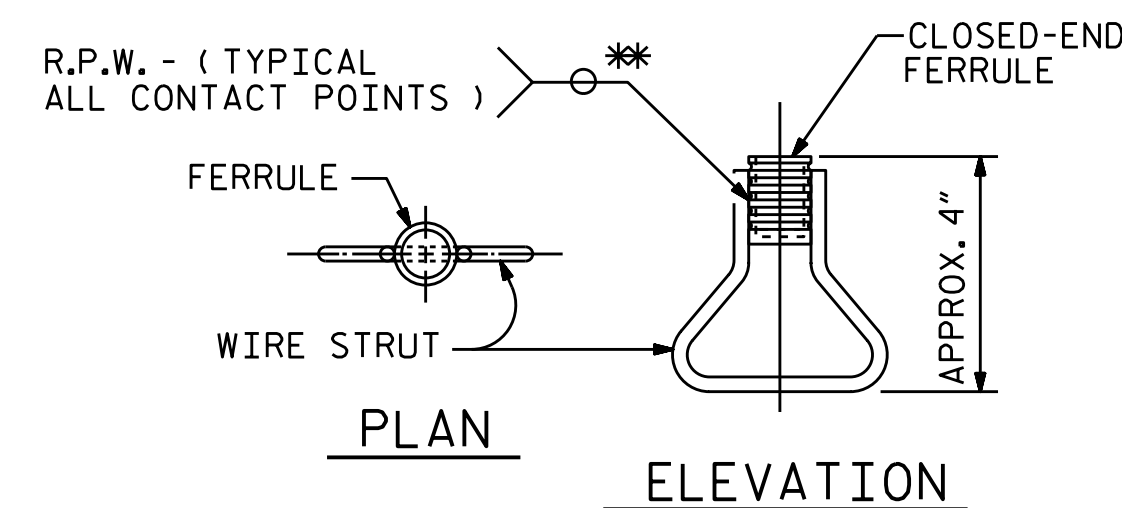 R.P.W. - ( TYPICAL
ALL CONTACT POINTS )
**
CLOSED-END
FERRULE
FERRULE
WIRE STRUT
APPROX. 4"
PLAN
ELEVATION